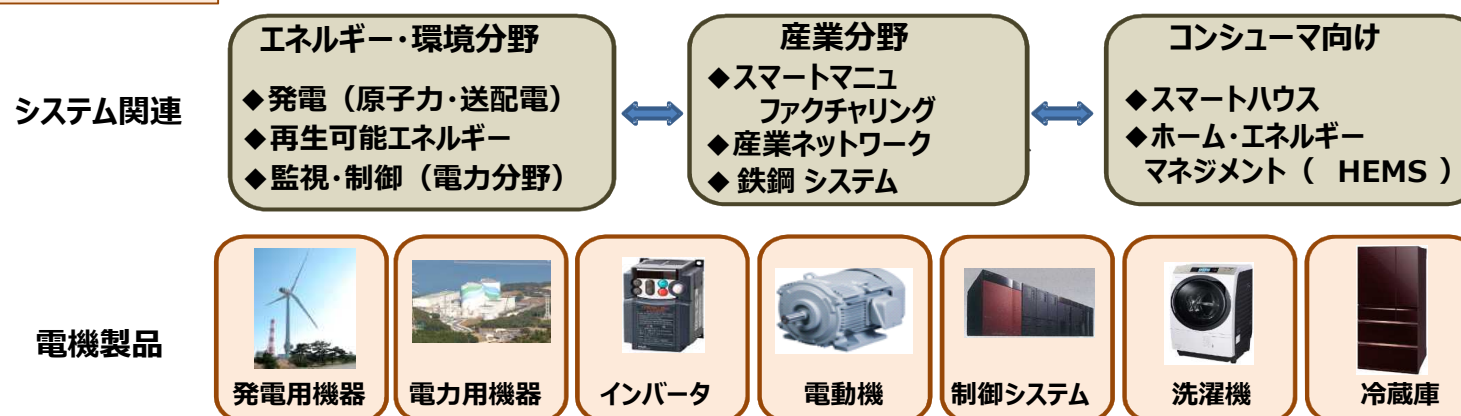 エネルギー・環境分野
◆発電（原子力・送配電）
◆再生可能エネルギー
◆監視・制御（電力分野）
産業分野
◆スマートマニュ
ファクチャリング
◆産業ネットワーク
◆ 鉄鋼 システム
コンシューマ向け
◆スマートハウス
◆ホーム・エネルギー
マネジメント（ HEMS ）
システム関連
電機製品
発電用機器
電力用機器
インバータ
電動機
制御システム
洗濯機
冷蔵庫